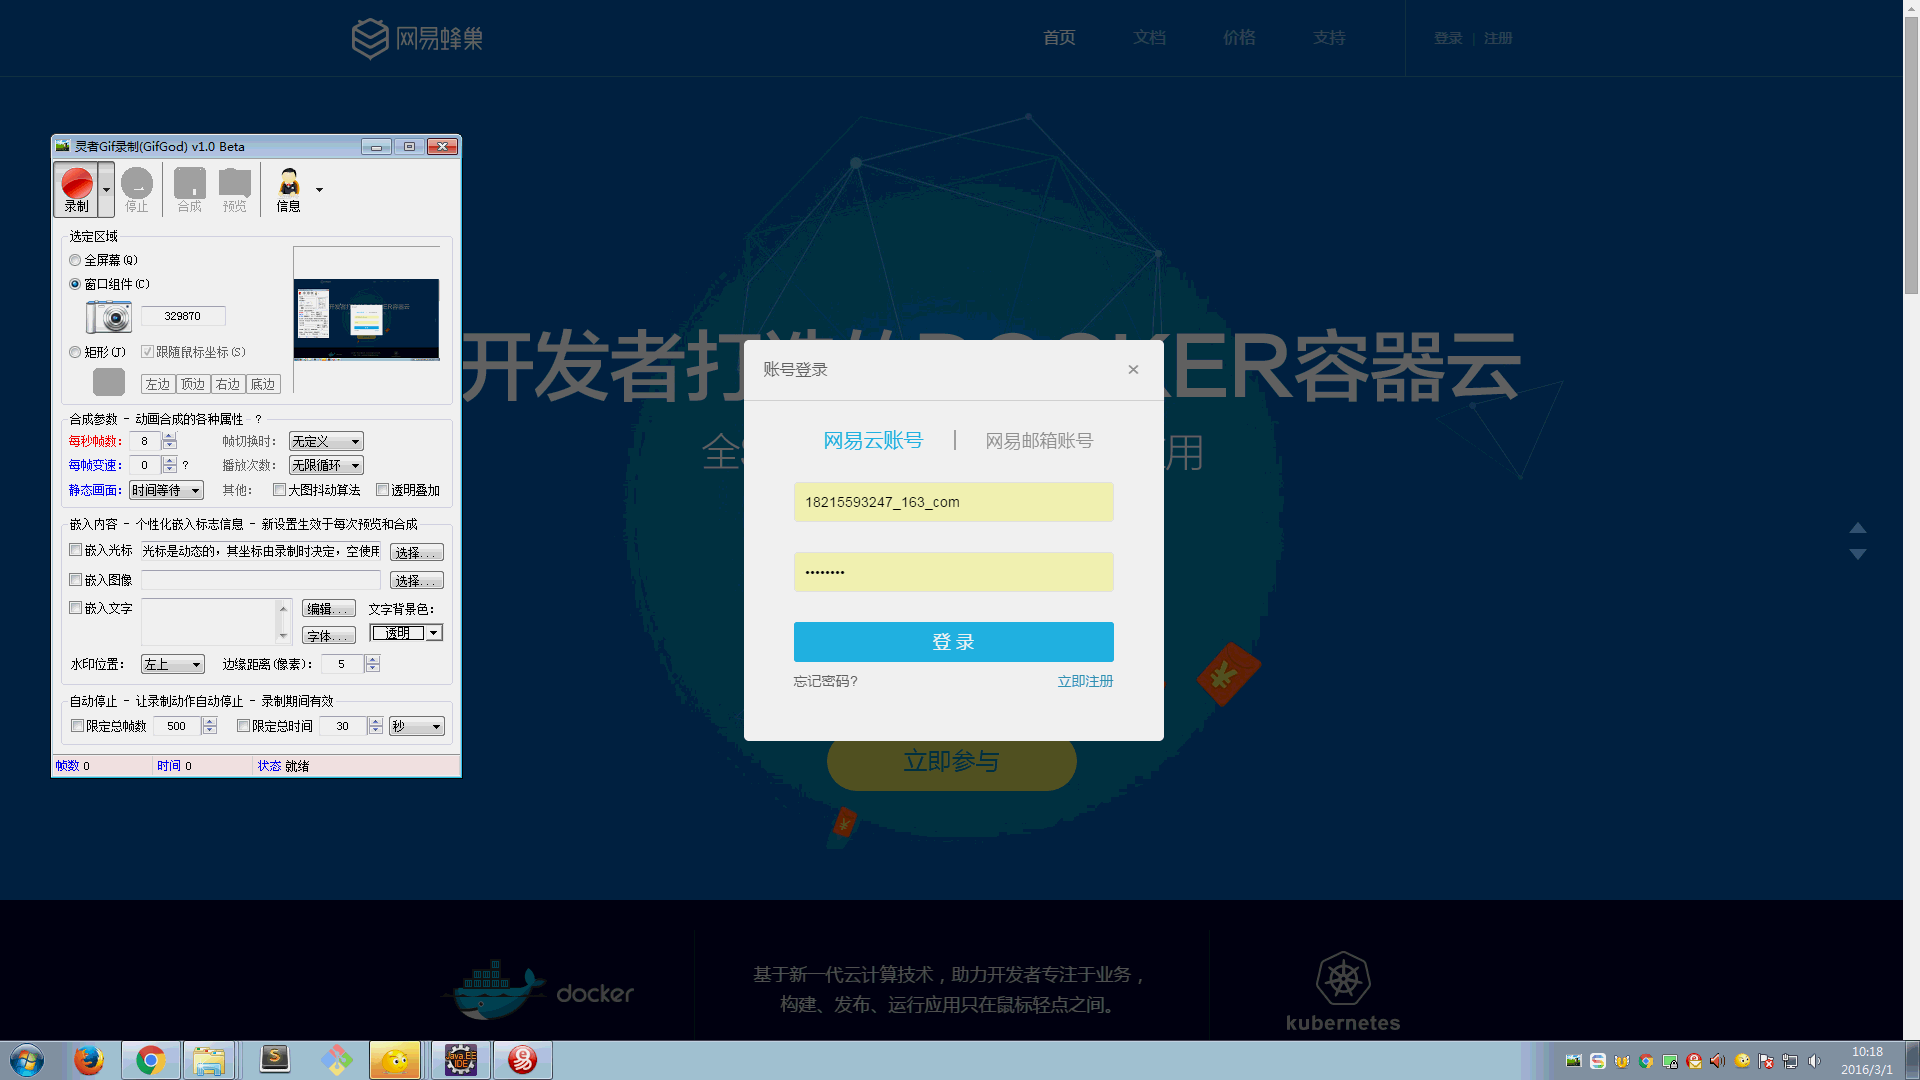 网易蜂巢
首页
文档
价格
支持
登录 | 注册
灵者Gif录制(GifGod) v1.0 Beta
录制
停止
合成
预览
信息
选定区域
全屏幕(Q)
窗口组件(C)
329870
矩形(J)
跟随鼠标坐标(S)
左边
顶边
右边
底边
合成参数 - 动画合成的各种属性 - ?
每秒帧数: 8
帧切换时: 无定义
每帧变速: 0 ?
播放次数: 无限循环
静态画面: 时间等待
其他: 大图抖动算法 透明叠加
嵌入内容 - 个性化嵌入标志信息 - 新设置生效于每次预览和合成
嵌入光标 光标是动态的，其坐标由录制时决定，空使用 选择...
嵌入图像 选择...
嵌入文字 编辑... 文字背景色:
字体... 透明
水印位置: 左上 边缘距离(像素): 5
自动停止 - 让录制动作自动停止 - 录制期间有效
限定总帧数 500 限定总时间 30 秒
帧数 0 时间 0 状态 就绪
开发者打造的DOCKER容器云
用
账号登录
×
网易云账号 | 网易邮箱账号
18215593247_163_com
••••••••
登 录
忘记密码? 立即注册
立即参与
docker
基于新一代云计算技术，助力开发者专注于业务，
构建、发布、运行应用只在鼠标轻点之间。
kubernetes
Java EE
IDE
10:18
2016/3/1